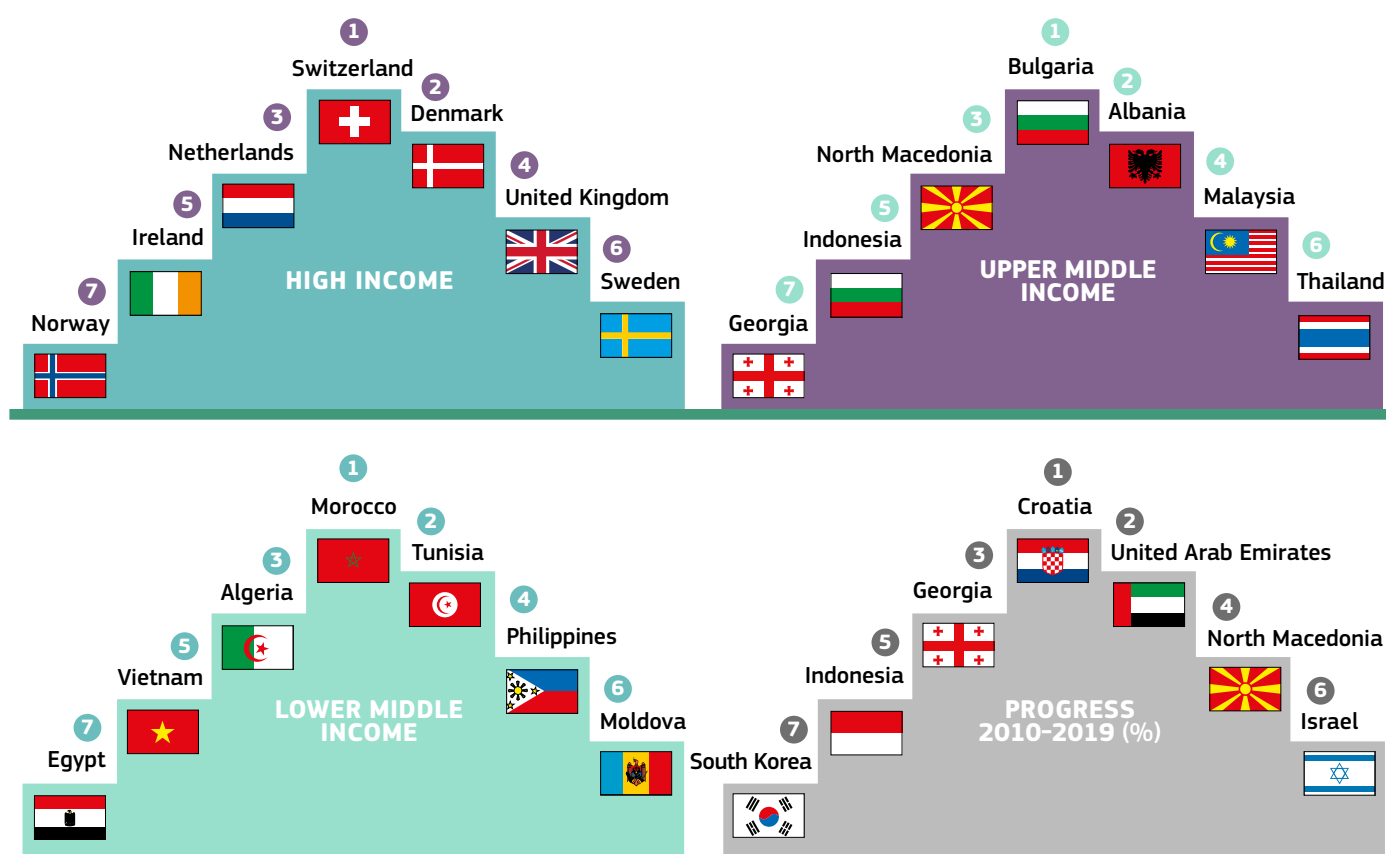 1
Switzerland
2
Denmark
3
Netherlands
4
United Kingdom
5
Ireland
6
Sweden
7
Norway
HIGH INCOME
1
Bulgaria
2
Albania
3
North Macedonia
4
Malaysia
5
Indonesia
6
Thailand
7
Georgia
UPPER MIDDLE
INCOME
1
Morocco
2
Tunisia
3
Algeria
4
Philippines
5
Vietnam
6
Moldova
7
Egypt
LOWER MIDDLE
INCOME
1
Croatia
2
United Arab Emirates
3
Georgia
4
North Macedonia
5
Indonesia
6
Israel
7
South Korea
PROGRESS
2010-2019 (%)